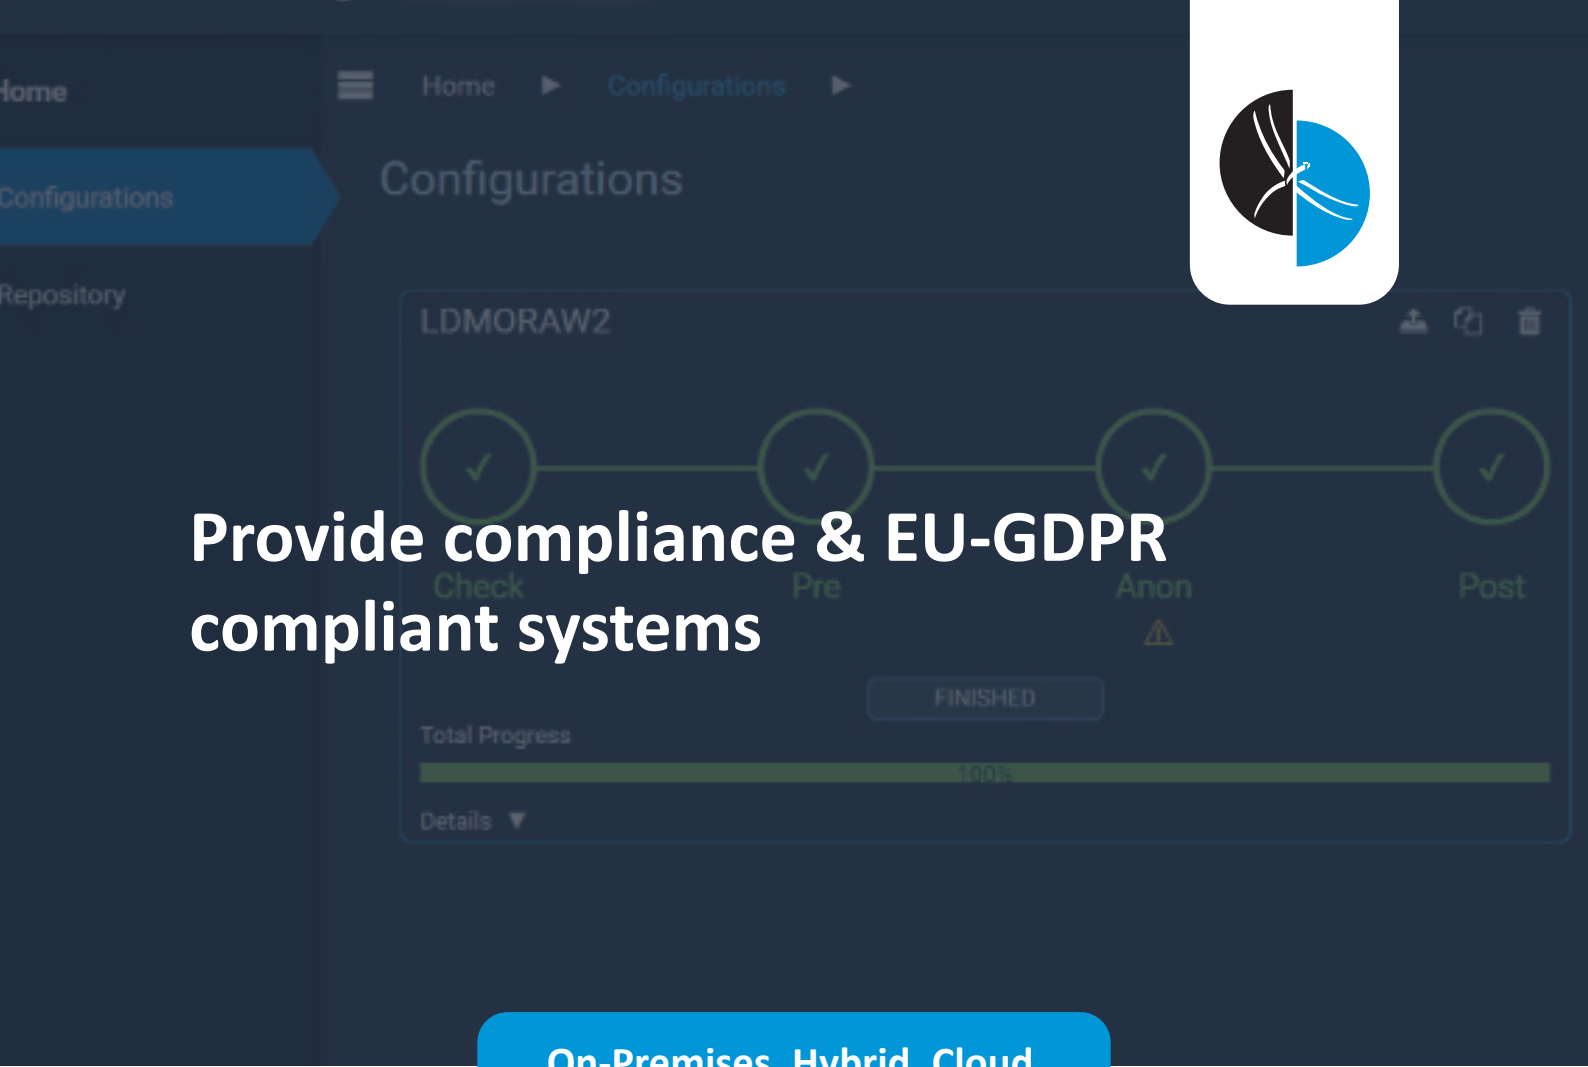 Home
Home Configurations
Configurations
Configurations
Repository
LDMORAW2
Provide compliance & EU-GDPR
Check Pre Anon Post
compliant systems
FINISHED
Total Progress
100%
Details
On-Premises, Hybrid, Cloud